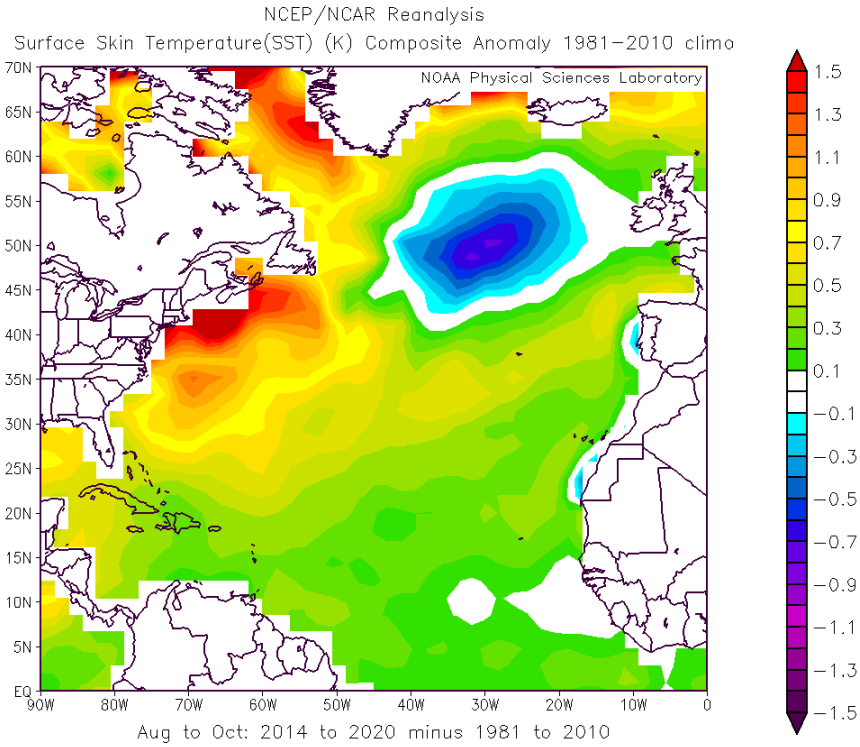 NCEP/NCAR Reanalysis
Surface Skin Temperature(SST) (K) Composite Anomaly 1981-2010 climo
NOAA Physical Sciences Laboratory
70N
65N
60N
55N
50N
45N
40N
35N
30N
25N
20N
15N
10N
5N
EQ
90W 80W 70W 60W 50W 40W 30W 20W 10W 0
1.5
1.3
1.1
0.9
0.7
0.5
0.3
0.1
-0.1
-0.3
-0.5
-0.7
-0.9
-1.1
-1.3
-1.5
Aug to Oct: 2014 to 2020 minus 1981 to 2010